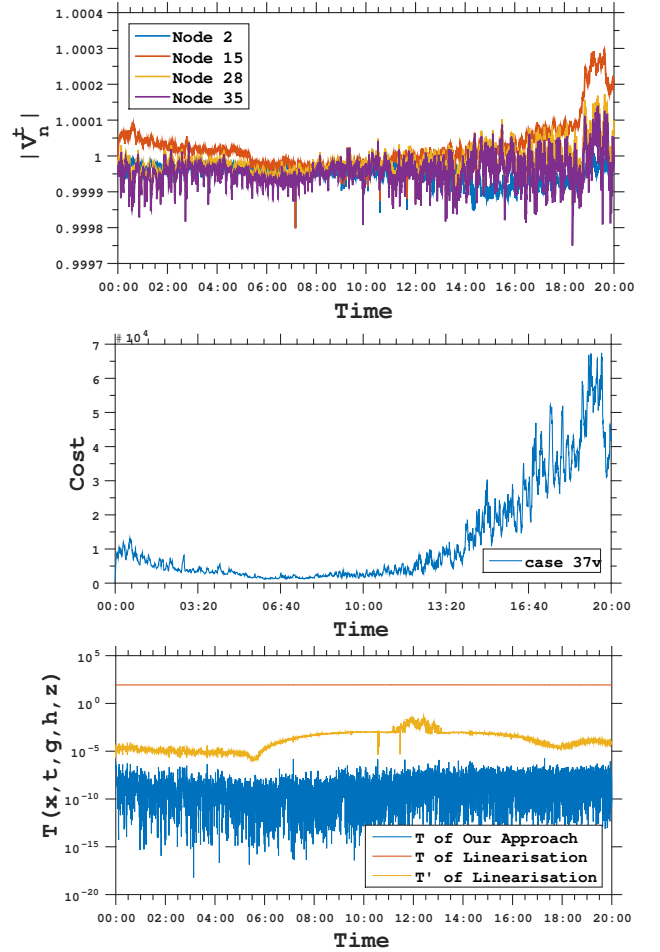 1.0004
1.0003
1.0002
1.0001
1
0.9999
0.9998
0.9997
|V_n^t|
Node 2
Node 15
Node 28
Node 35
00:00 02:00 04:00 06:00 08:00 10:00 12:00 14:00 16:00 18:00 20:00
Time
# 10^4
7
6
5
4
3
2
1
0
Cost
case 37v
00:00 03:20 06:40 10:00 13:20 16:40 20:00
Time
10^5
10^0
10^-5
10^-10
10^-15
10^-20
T(x,t,g,h,z)
T of Our Approach
T of Linearisation
T' of Linearisation
00:00 02:00 04:00 06:00 08:00 10:00 12:00 14:00 16:00 18:00 20:00
Time